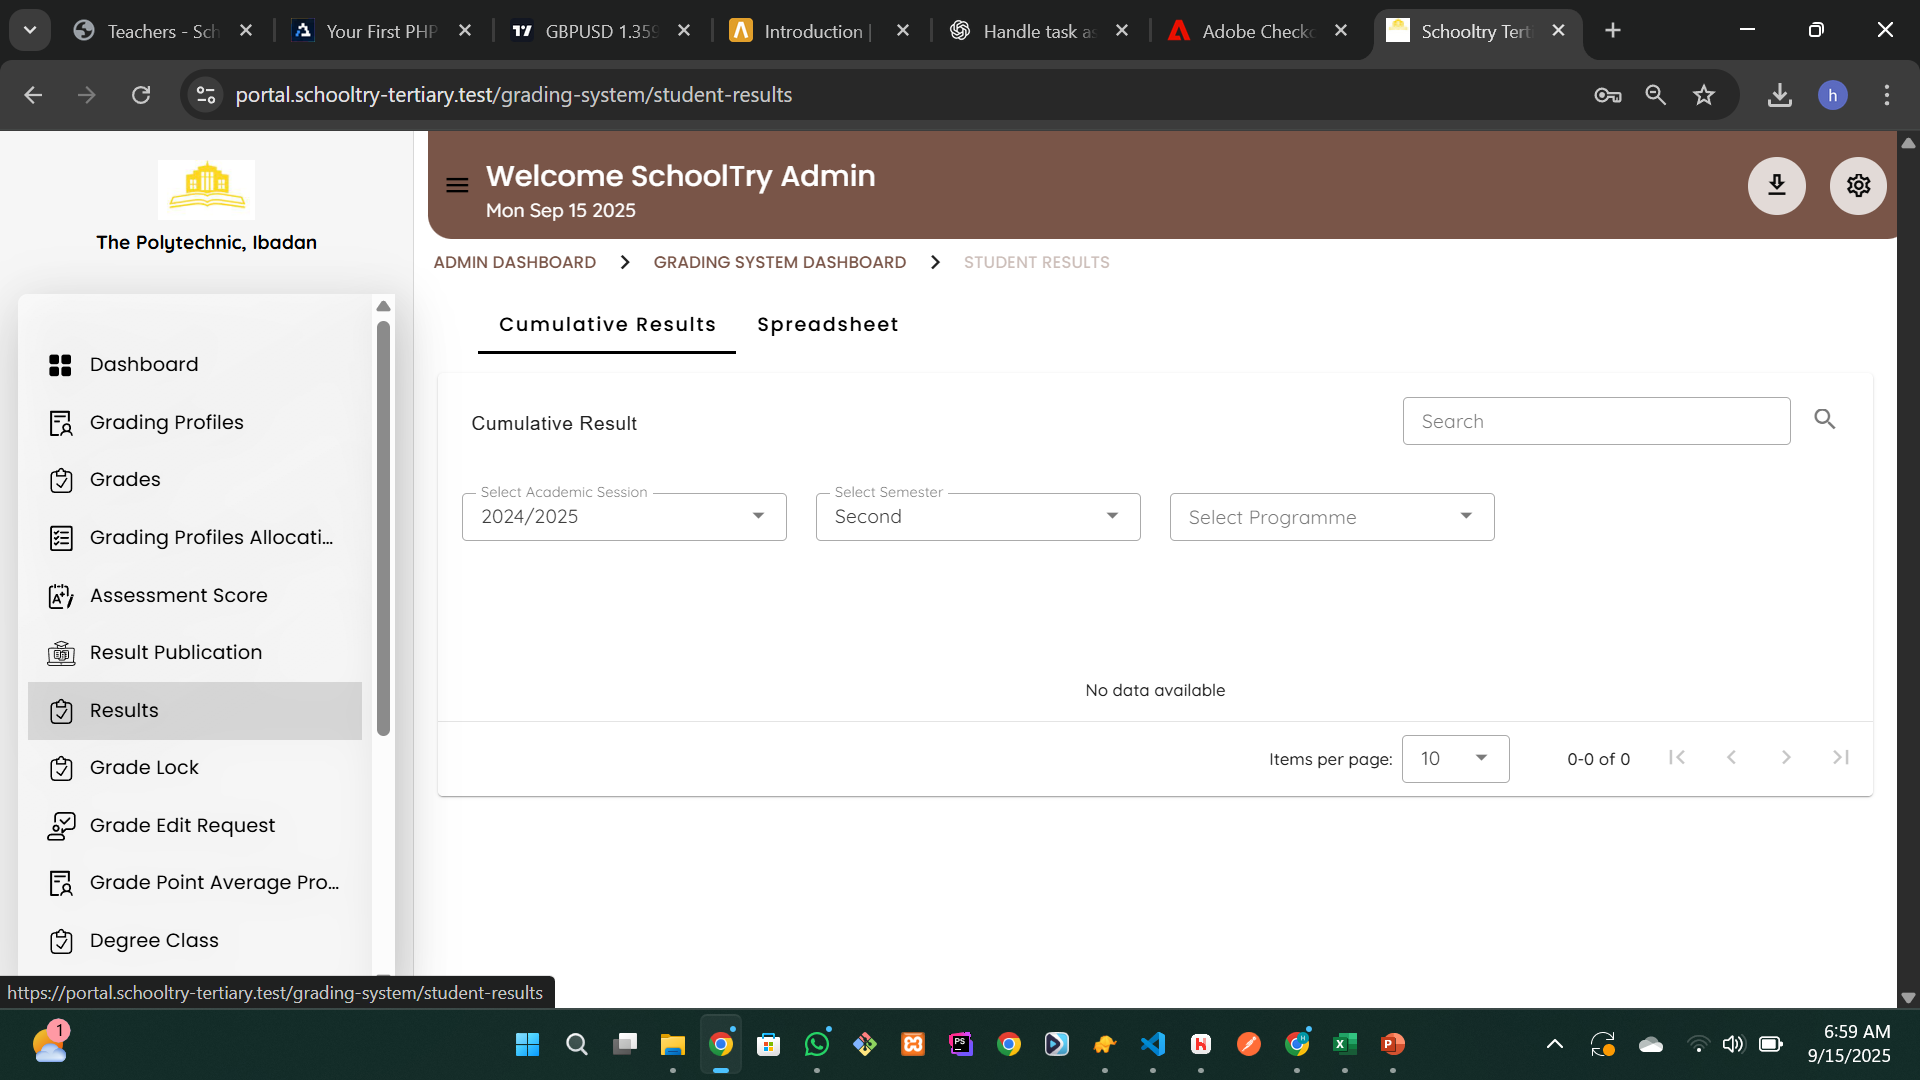 Teachers - Sch
Your First PHP
GBPUSD 1.359
Introduction |
Handle task as
Adobe Checko
Schooltry Terti
portal.schooltry-tertiary.test/grading-system/student-results
h
The Polytechnic, Ibadan
Welcome SchoolTry Admin
Mon Sep 15 2025
ADMIN DASHBOARD
GRADING SYSTEM DASHBOARD
STUDENT RESULTS
Dashboard
Grading Profiles
Grades
Grading Profiles Allocati...
Assessment Score
Result Publication
Results
Grade Lock
Grade Edit Request
Grade Point Average Pro...
Degree Class
Cumulative Results
Spreadsheet
Cumulative Result
Search
Select Academic Session
2024/2025
Select Semester
Second
Select Programme
No data available
Items per page:
10
0-0 of 0
https://portal.schooltry-tertiary.test/grading-system/student-results
1
6:59 AM
9/15/2025